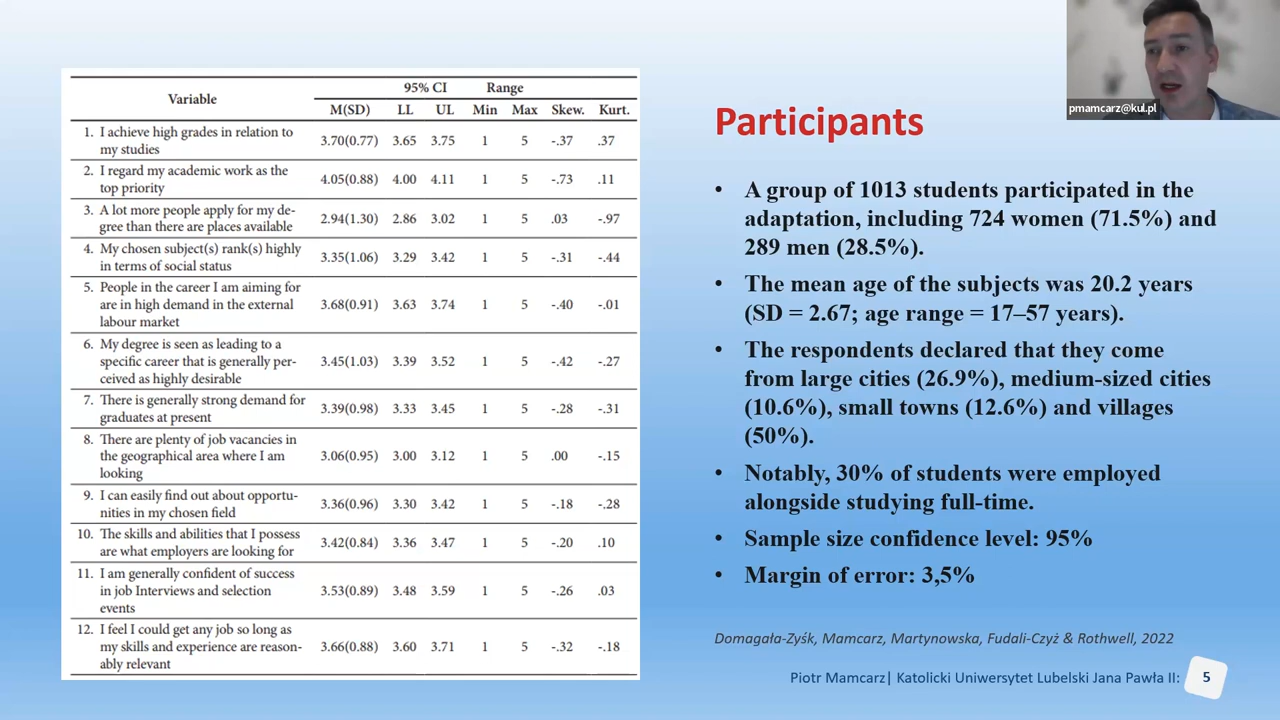 pmamcarz@kul.pl
Variable M(SD) 95% CI LL UL Range Min Max Skew. Kurt.
1. I achieve high grades in relation to
my studies 3.70(0.77) 3.65 3.75 1 5 -.37 .37
2. I regard my academic work as the
top priority 4.05(0.88) 4.00 4.11 1 5 -.73 .11
3. A lot more people apply for my de-
gree than there are places available 2.94(1.30) 2.86 3.02 1 5 .03 -.97
4. My chosen subject(s) rank(s) highly
in terms of social status 3.35(1.06) 3.29 3.42 1 5 -.31 -.44
5. People in the career I am aiming for
are in high demand in the external
labour market 3.68(0.91) 3.63 3.74 1 5 -.40 -.01
6. My degree is seen as leading to a
specific career that is generally per-
ceived as highly desirable 3.45(1.03) 3.39 3.52 1 5 -.42 -.27
7. There is generally strong demand for
graduates at present 3.39(0.98) 3.33 3.45 1 5 -.28 -.31
8. There are plenty of job vacancies in
the geographical area where I am
looking 3.06(0.95) 3.00 3.12 1 5 .00 -.15
9. I can easily find out about opportu-
nities in my chosen field 3.36(0.96) 3.30 3.42 1 5 -.18 -.28
10. The skills and abilities that I possess
are what employers are looking for 3.42(0.84) 3.36 3.47 1 5 -.20 .10
11. I am generally confident of success
in job Interviews and selection
events 3.53(0.89) 3.48 3.59 1 5 -.26 .03
12. I feel I could get any job so long as
my skills and experience are reason-
ably relevant 3.66(0.88) 3.60 3.71 1 5 -.32 -.18
Participants
• A group of 1013 students participated in the
adaptation, including 724 women (71.5%) and
289 men (28.5%).
• The mean age of the subjects was 20.2 years
(SD = 2.67; age range = 17–57 years).
• The respondents declared that they come
from large cities (26.9%), medium-sized cities
(10.6%), small towns (12.6%) and villages
(50%).
• Notably, 30% of students were employed
alongside studying full-time.
• Sample size confidence level: 95%
• Margin of error: 3,5%
Domagała-Zyśk, Mamcarz, Martynowska, Fudali-Czyż & Rothwell, 2022
Piotr Mamcarz| Katolicki Uniwersytet Lubelski Jana Pawła II: 5